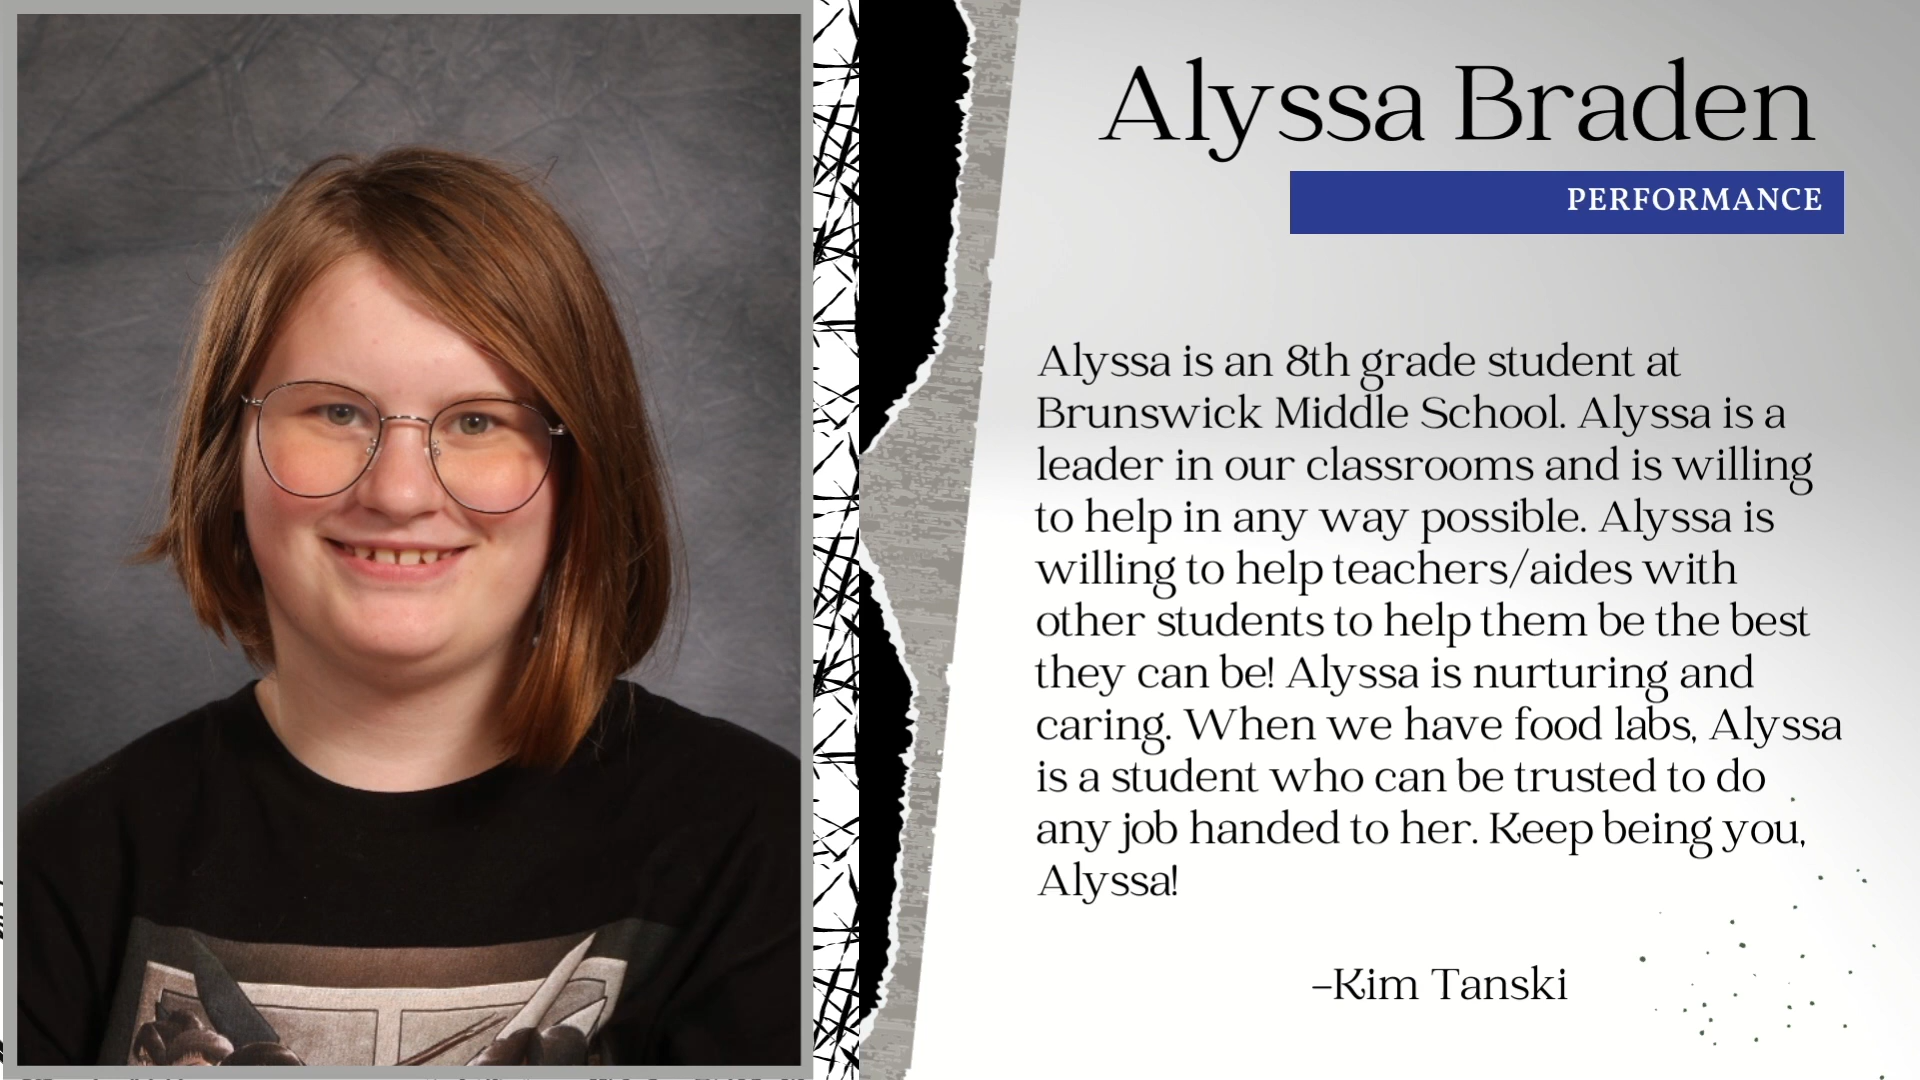 Alyssa Braden
PERFORMANCE
Alyssa is an 8th grade student at
Brunswick Middle School. Alyssa is a
leader in our classrooms and is willing
to help in any way possible. Alyssa is
willing to help teachers/aides with
other students to help them be the best
they can be! Alyssa is nurturing and
caring. When we have food labs, Alyssa
is a student who can be trusted to do
any job handed to her. Keep being you,
Alyssa!
–Kim Tanski